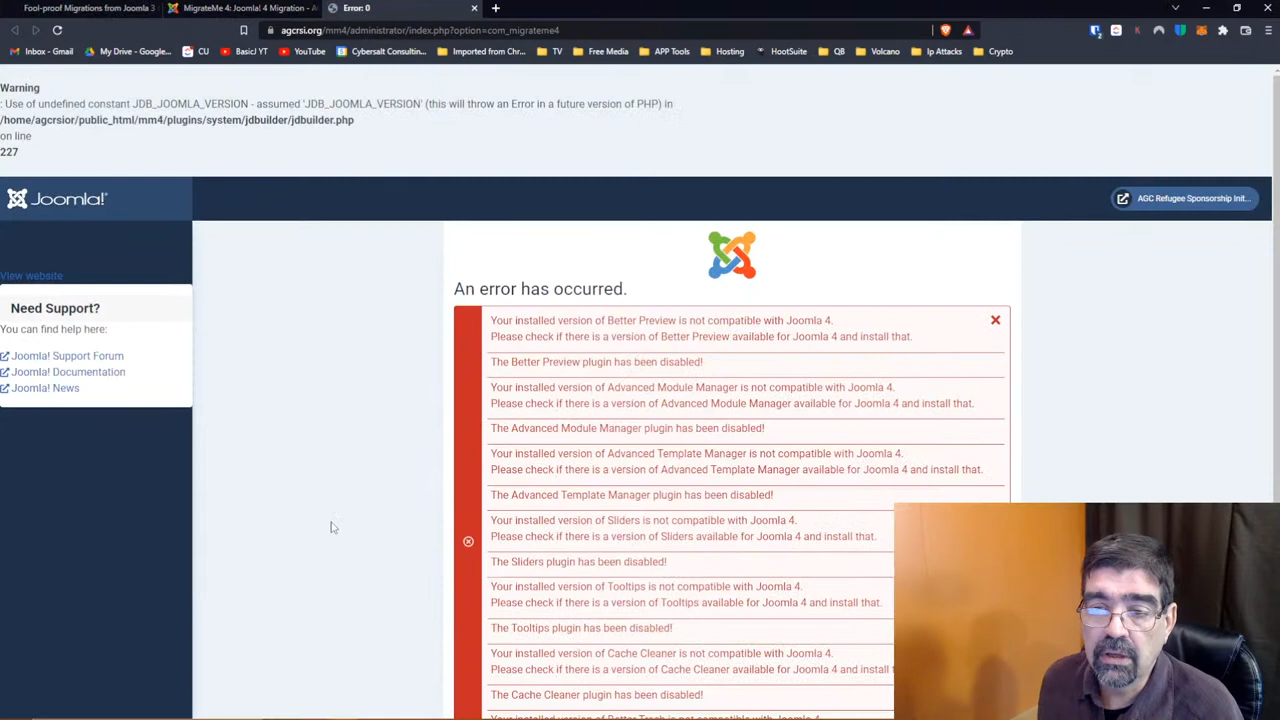 Fool-proof Migrations from Joomla 3
MigrateMe 4: Joomla! 4 Migration - A
Error: 0
agcrsi.org/mm4/administrator/index.php?option=com_migrateme4
Inbox - Gmail
My Drive - Google...
CU
BasicJ YT
YouTube
Cybersalt Consulting...
Imported from Chr...
TV
Free Media
APP Tools
Hosting
HootSuite
QB
Volcano
Ip Attacks
Crypto
Warning
: Use of undefined constant JDB_JOOMLA_VERSION - assumed 'JDB_JOOMLA_VERSION' (this will throw an Error in a future version of PHP) in
/home/agcrsior/public_html/mm4/plugins/system/jdbuilder/jdbuilder.php
on line
227
Joomla!
AGC Refugee Sponsorship Init...
View website
Need Support?
You can find help here:
Joomla! Support Forum
Joomla! Documentation
Joomla! News
An error has occurred.
Your installed version of Better Preview is not compatible with Joomla 4.
Please check if there is a version of Better Preview available for Joomla 4 and install that.
The Better Preview plugin has been disabled!
Your installed version of Advanced Module Manager is not compatible with Joomla 4.
Please check if there is a version of Advanced Module Manager available for Joomla 4 and install that.
The Advanced Module Manager plugin has been disabled!
Your installed version of Advanced Template Manager is not compatible with Joomla 4.
Please check if there is a version of Advanced Template Manager available for Joomla 4 and install that.
The Advanced Template Manager plugin has been disabled!
Your installed version of Sliders is not compatible with Joomla 4.
Please check if there is a version of Sliders available for Joomla 4 and install that.
The Sliders plugin has been disabled!
Your installed version of Tooltips is not compatible with Joomla 4.
Please check if there is a version of Tooltips available for Joomla 4 and install that.
The Tooltips plugin has been disabled!
Your installed version of Cache Cleaner is not compatible with Joomla 4.
Please check if there is a version of Cache Cleaner available for Joomla 4 and install
The Cache Cleaner plugin has been disabled!
Your installed version of Better Trash is not compatible with Joomla 4.